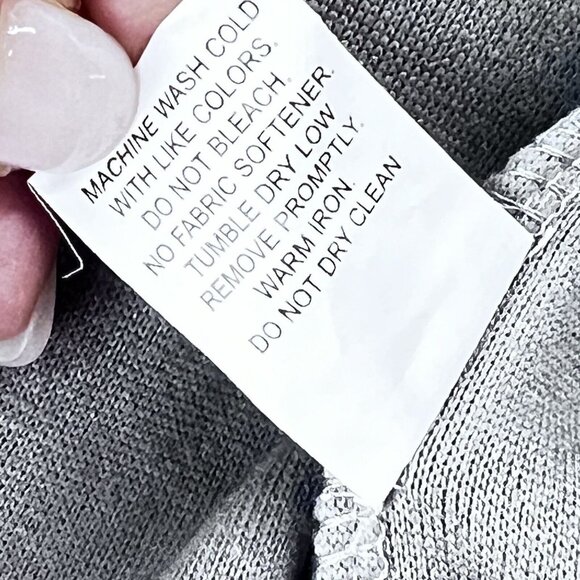 MACHINE WASH COLD
WITH LIKE COLORS.
DO NOT BLEACH.
NO FABRIC SOFTENER.
TUMBLE DRY LOW
REMOVE PROMPTLY.
WARM IRON.
DO NOT DRY CLEAN